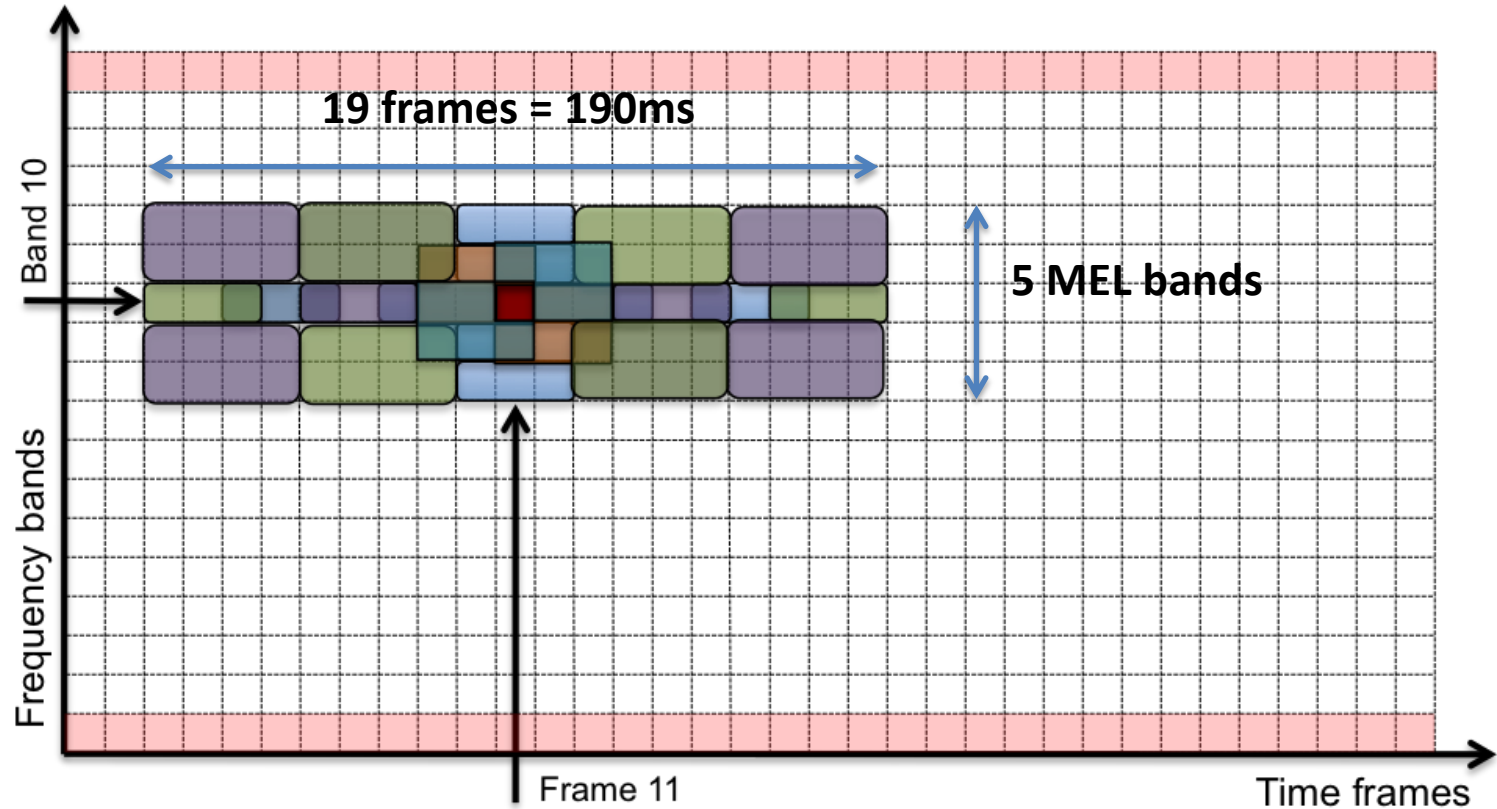 19 frames = 190ms
Band 10
5 MEL bands
Frequency bands
Frame 11
Time frames